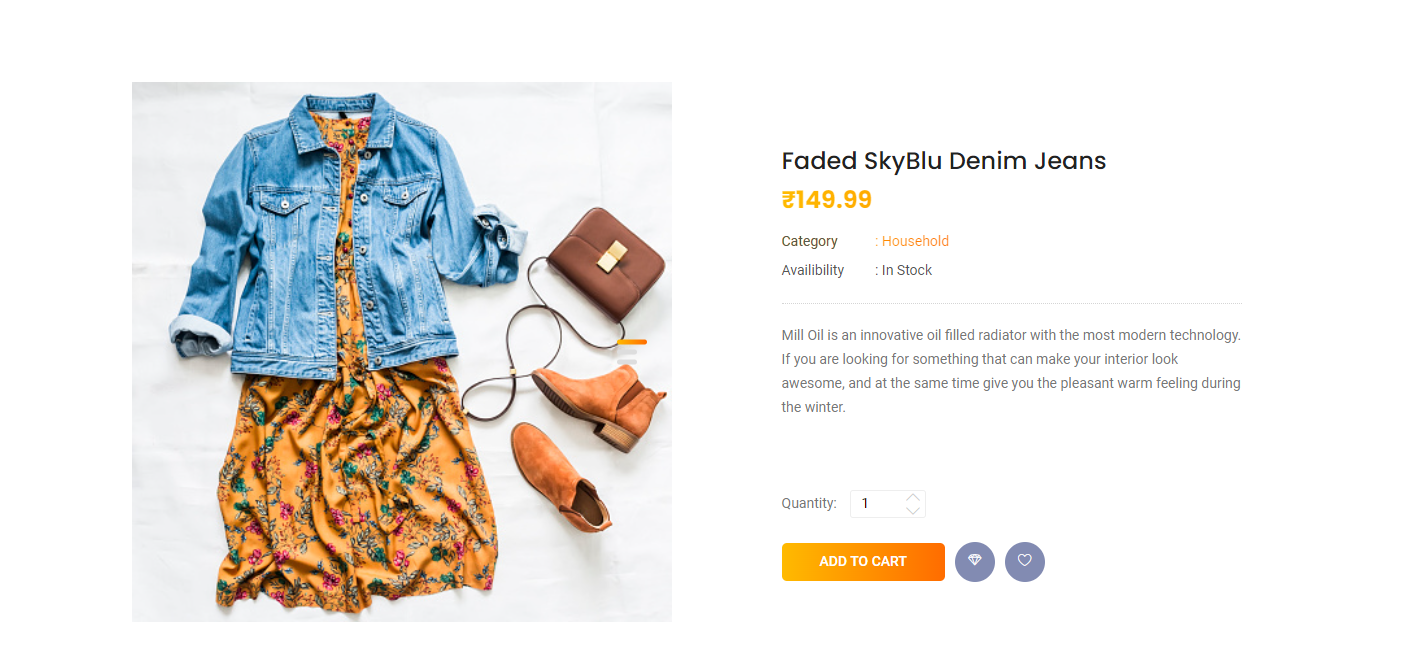 Faded SkyBlu Denim Jeans
₹149.99
Category : Household
Availibility : In Stock
Mill Oil is an innovative oil filled radiator with the most modern technology.
If you are looking for something that can make your interior look
awesome, and at the same time give you the pleasant warm feeling during
the winter.
Quantity: 1
ADD TO CART